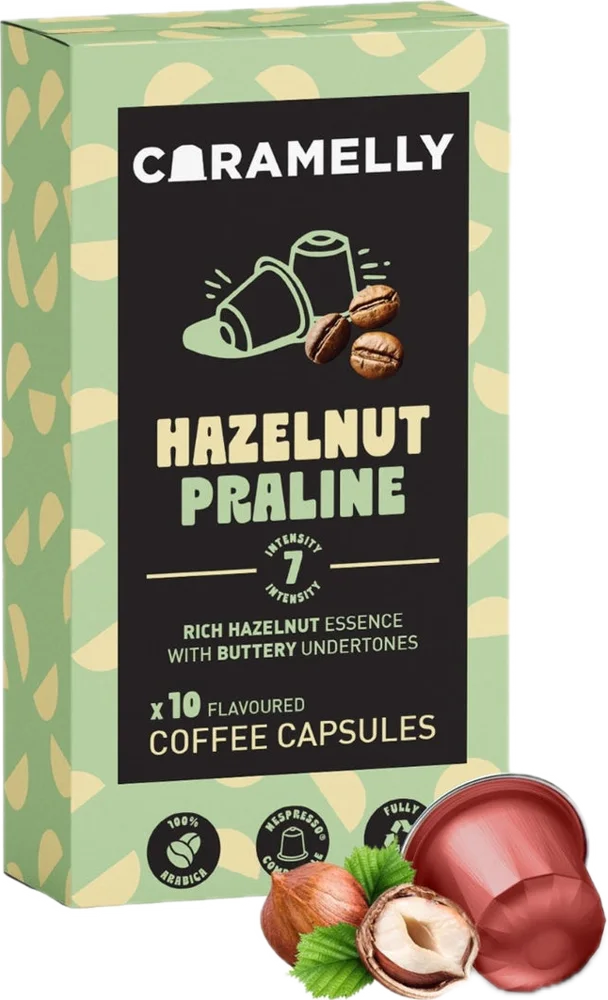 CARAMELLY
HAZELNUT
PRALINE
INTENSITY
7
INTENSITY
RICH HAZELNUT ESSENCE
WITH BUTTERY UNDERTONES
x10 FLAVOURED
COFFEE CAPSULES
100%
ARABICA
NESPRESSO®
FULLY